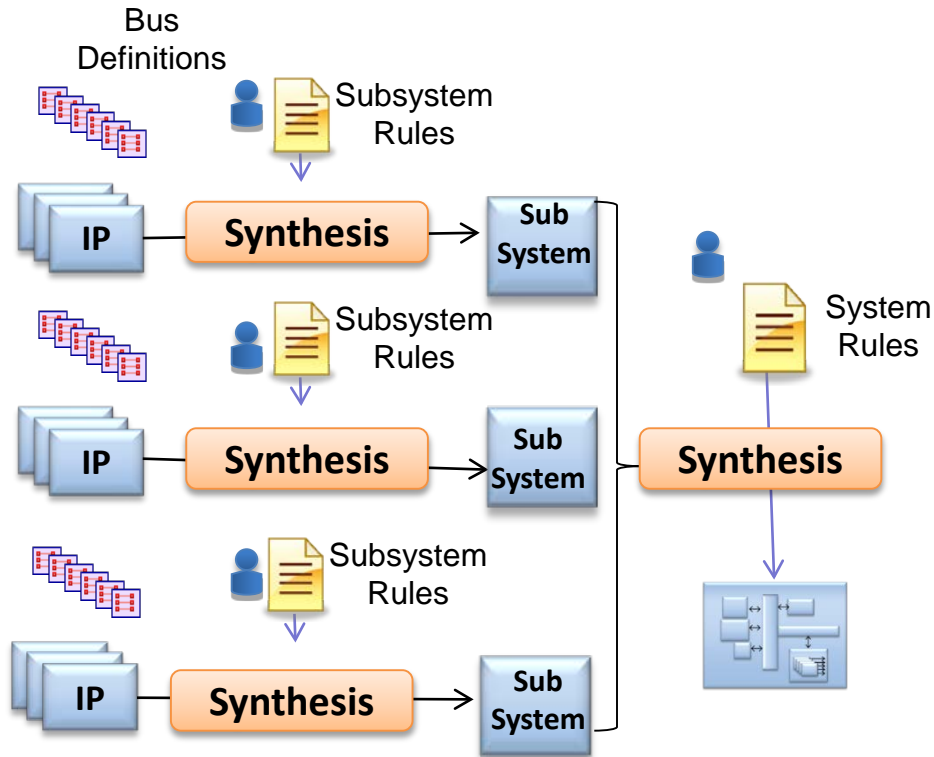 Bus
Definitions
Subsystem
Rules
IP
Synthesis
Sub
System
Subsystem
Rules
IP
Synthesis
Sub
System
Subsystem
Rules
IP
Synthesis
Sub
System
System
Rules
Synthesis